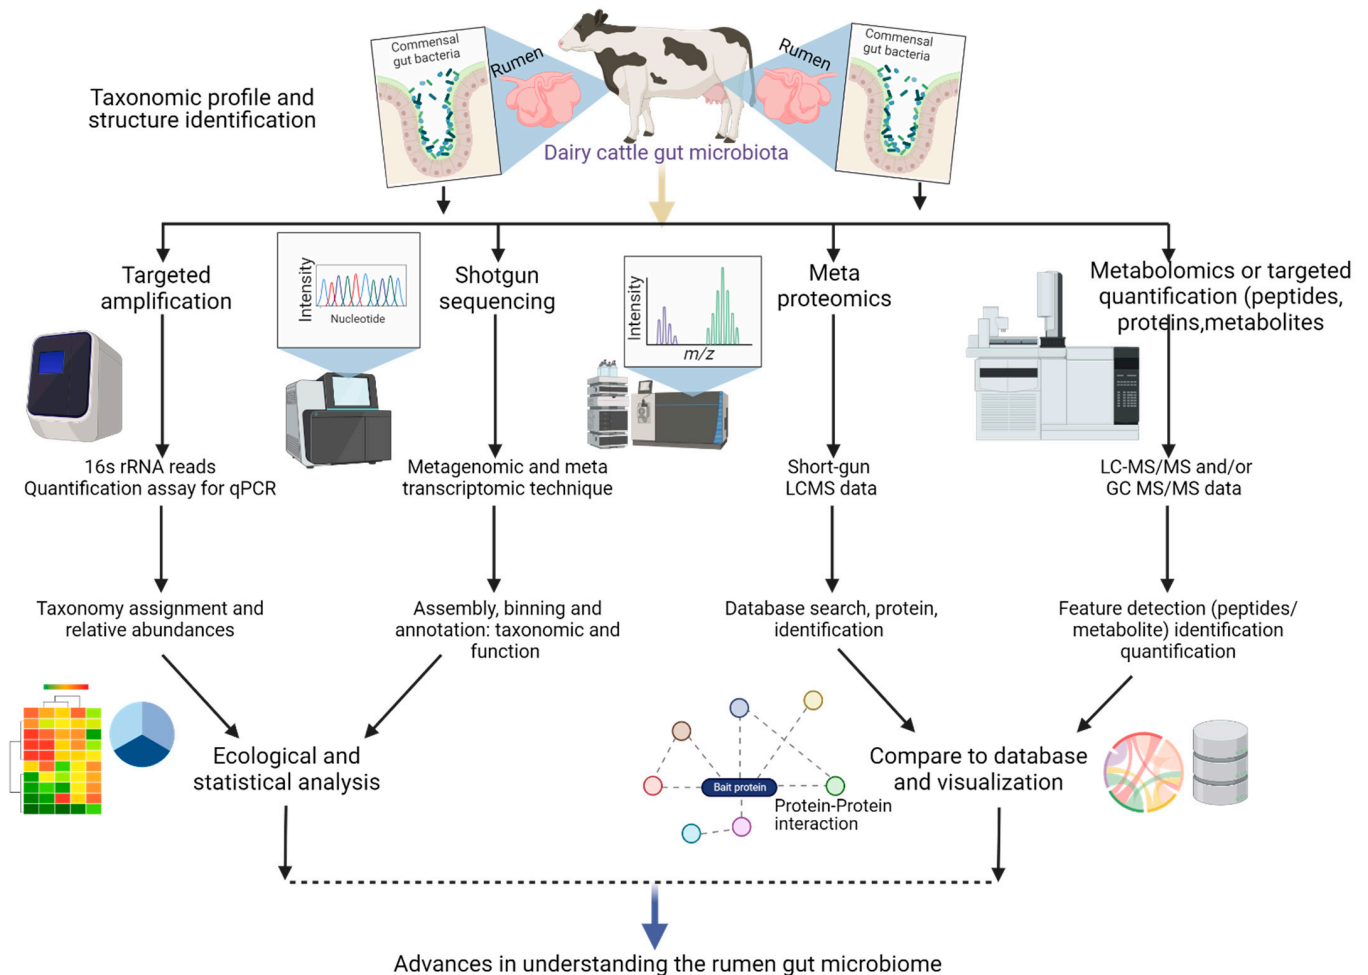 Commensal
gut bacteria
Rumen
Rumen
Commensal
gut bacteria
Taxonomic profile and
structure identification
Dairy cattle gut microbiota
Targeted
amplification
Intensity
Nucleotide
Shotgun
sequencing
Intensity
m/z
Meta
proteomics
Metabolomics or targeted
quantification (peptides,
proteins,metabolites
16s rRNA reads
Quantification assay for qPCR
Metagenomic and meta
transcriptomic technique
Short-gun
LCMS data
LC-MS/MS and/or
GC MS/MS data
Taxonomy assignment and
relative abundances
Assembly, binning and
annotation: taxonomic and
function
Database search, protein,
identification
Feature detection (peptides/
metabolite) identification
quantification
Ecological and
statistical analysis
Bait protein
Protein-Protein
interaction
Compare to database
and visualization
Advances in understanding the rumen gut microbiome